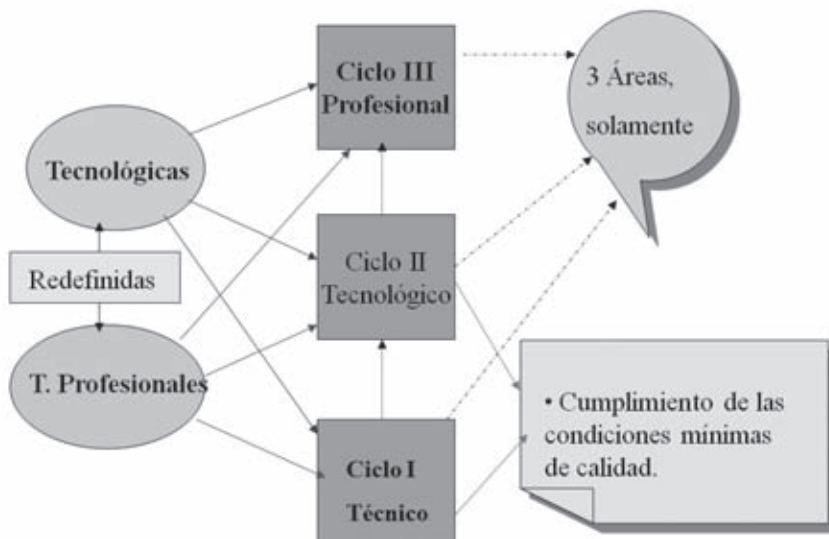 Ciclo III
Profesional
3 Áreas,
solamente
Tecnológicas
Redefinidas
Ciclo II
Tecnológico
T. Profesionales
• Cumplimiento de las
condiciones mínimas
de calidad.
Ciclo I
Técnico